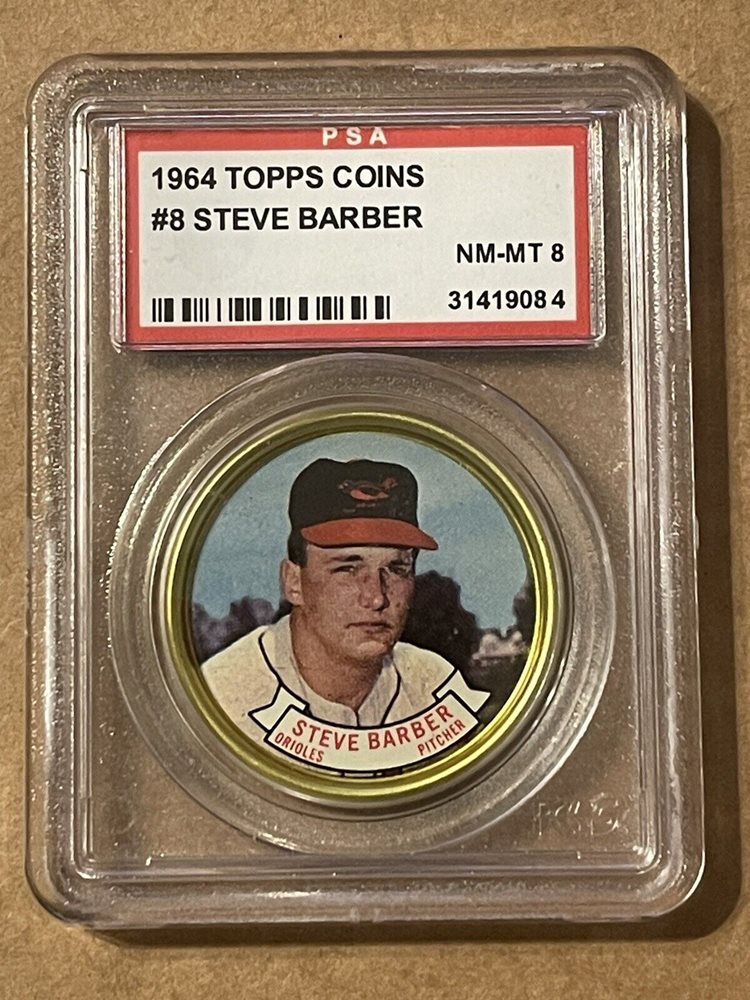 PSA
1964 TOPPS COINS
#8 STEVE BARBER
NM-MT 8
31419084
STEVE BARBER
ORIOLES PITCHER